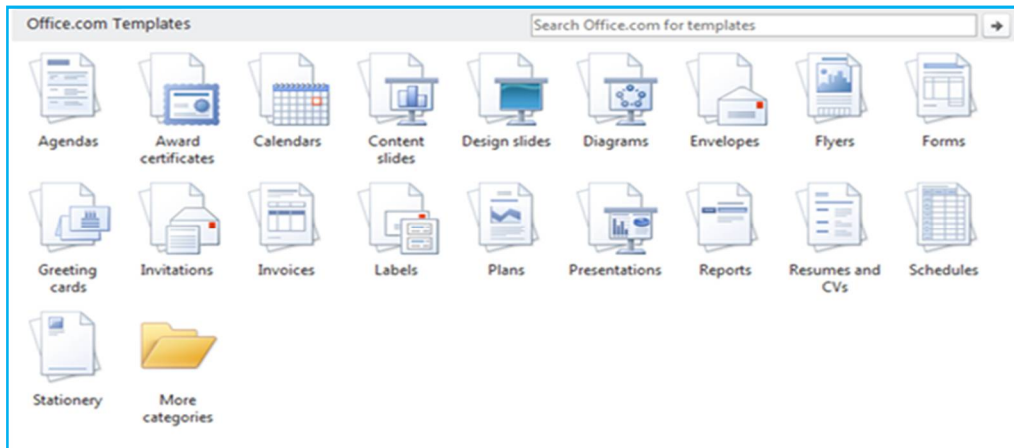 Office.com Templates
Search Office.com for templates
Agendas
Award
certificates
Calendars
Content
slides
Design slides
Diagrams
Envelopes
Flyers
Forms
Greeting
cards
Invitations
Invoices
Labels
Plans
Presentations
Reports
Resumes and
CVs
Schedules
Stationery
More
categories